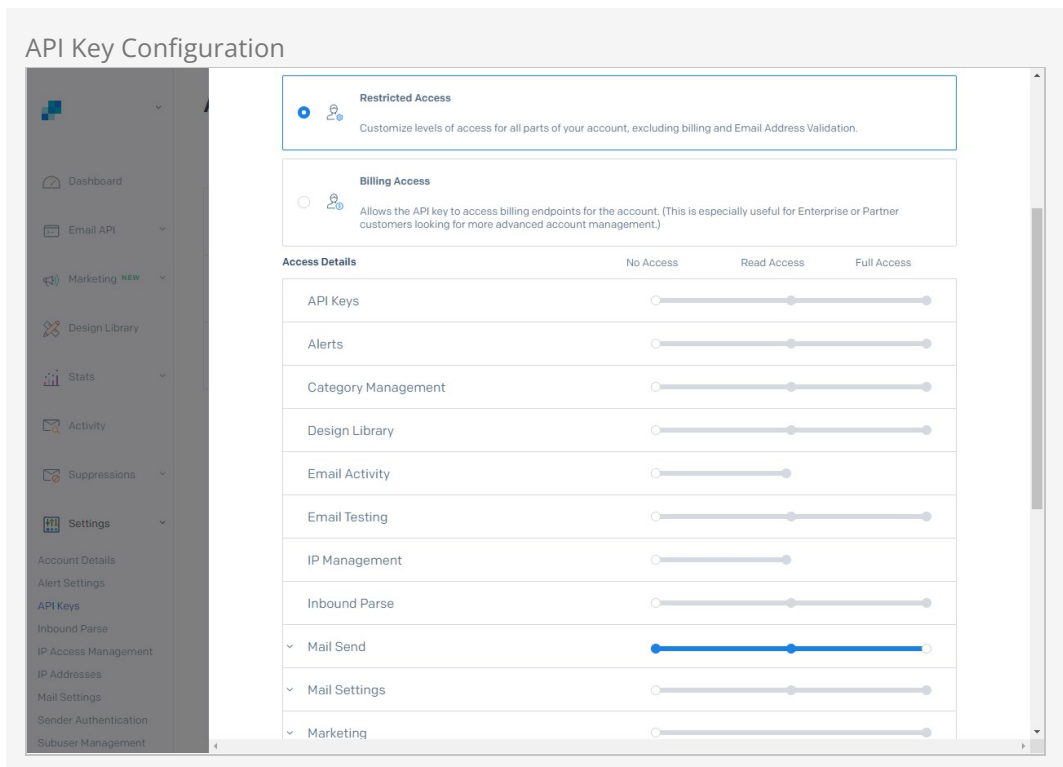 API Key Configuration
Restricted Access
Customize levels of access for all parts of your account, excluding billing and Email Address Validation.
Billing Access
Allows the API key to access billing endpoints for the account. (This is especially useful for Enterprise or Partner
customers looking for more advanced account management.)
Access Details No Access Read Access Full Access
API Keys
Alerts
Category Management
Design Library
Email Activity
Email Testing
IP Management
Inbound Parse
Mail Send
Mail Settings
Marketing
Dashboard
Email API
Marketing NEW
Design Library
Stats
Activity
Suppressions
Settings
Account Details
Alert Settings
API Keys
Inbound Parse
IP Access Management
IP Addresses
Mail Settings
Sender Authentication
Subuser Management